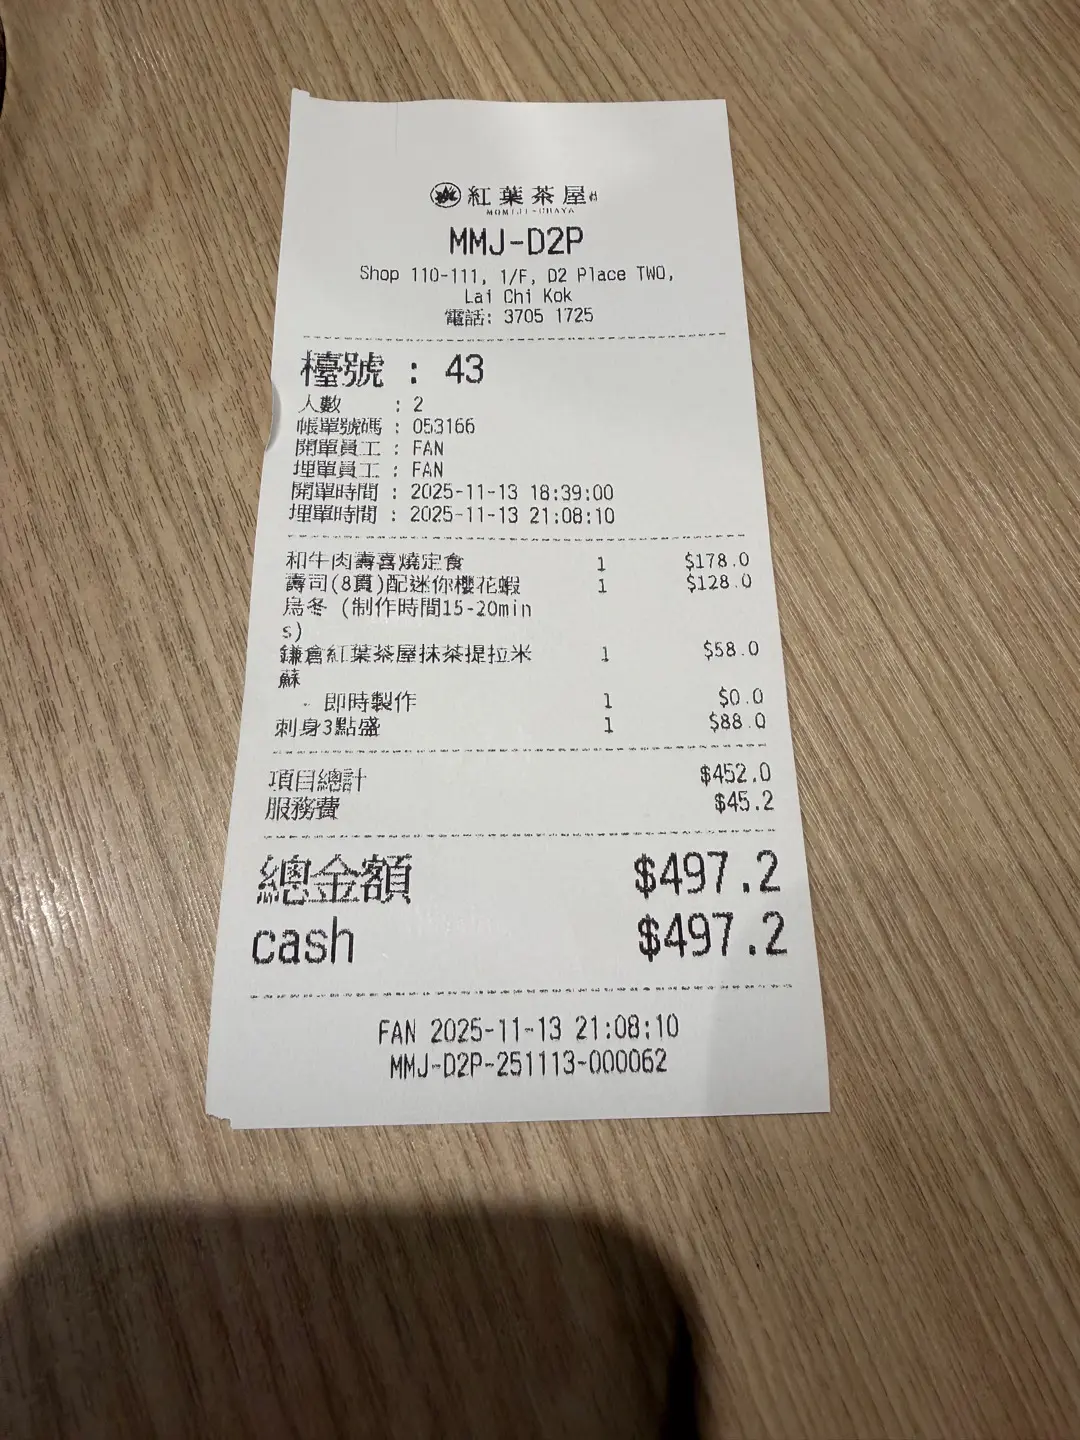 紅葉茶屋
MOMIJI-CHAYA
MMJ-D2P
Shop 110-111, 1/F, D2 Place TWO,
Lai Chi Kok
電話: 3705 1725
檯號 : 43
人數 : 2
帳單號碼 : 053166
開單員工 : FAN
埋單員工 : FAN
開單時間 : 2025-11-13 18:39:00
埋單時間 : 2025-11-13 21:08:10
和牛肉壽喜燒定食 1 $178.0
壽司(8貫)配迷你櫻花蝦 1 $128.0
烏冬 (制作時間15-20min
s)
鎌倉紅葉茶屋抹茶提拉米 1 $58.0
蘇
- 即時製作 1 $0.0
刺身3點盛 1 $88.0
項目總計 $452.0
服務費 $45.2
總金額 $497.2
cash $497.2
FAN 2025-11-13 21:08:10
MMJ-D2P-251113-000062